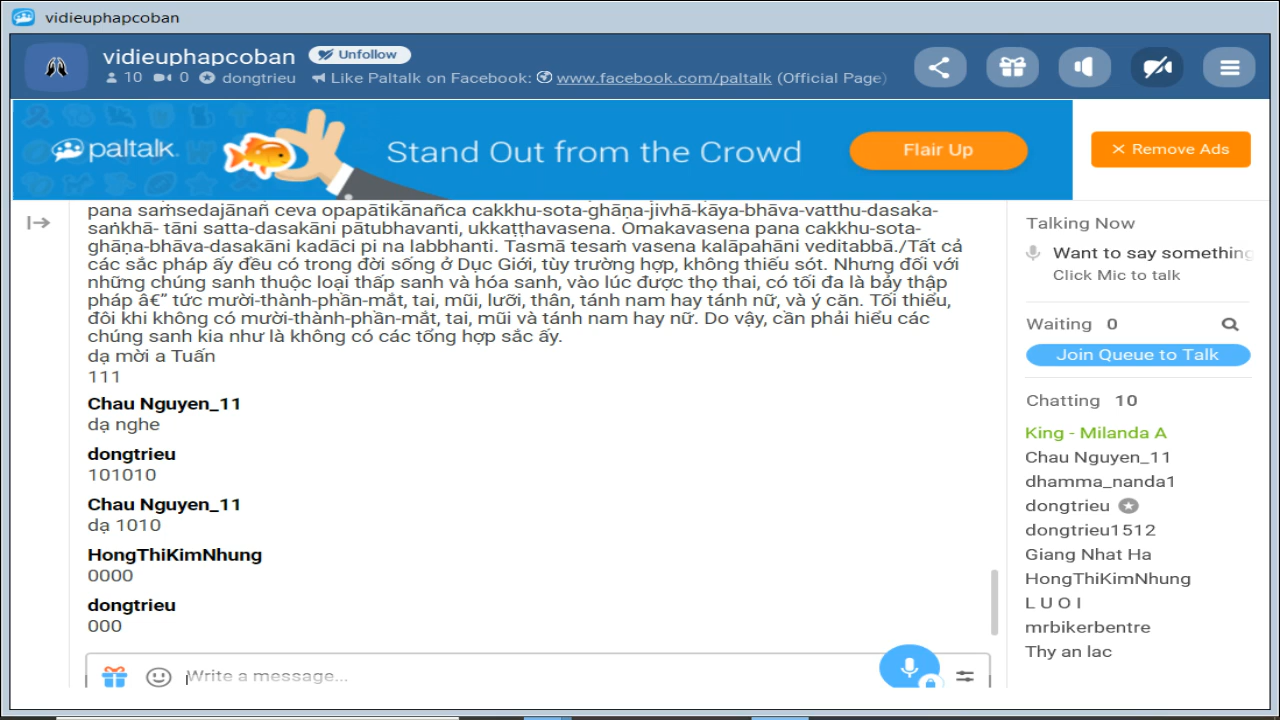 vidieuphapcoban
vidieuphapcoban Unfollow
10 0 dongtrieu Like Paltalk on Facebook: www.facebook.com/paltalk (Official Page)
paltalk Stand Out from the Crowd Flair Up
× Remove Ads
pana saṃsedajānañ ceva opapātikānañca cakkhu-sota-ghāṇa-jivhā-kāya-bhāva-vatthu-dasaka-
saṅkhā- tāni satta-dasakāni pātubhavanti, ukkaṭṭhavasena. Omakavasena pana cakkhu-sota-
ghāṇa-bhāva-dasakāni kadāci pi na labbhanti. Tasmā tesaṃ vasena kalāpahāni veditabbā./Tất cả
các sắc pháp ấy đều có trong đời sống ở Dục Giới, tùy trường hợp, không thiếu sót. Nhưng đối với
những chúng sanh thuộc loại thấp sanh và hóa sanh, vào lúc được thọ thai, có tối đa là bảy thập
pháp â€” tức mười-thành-phần-mắt, tai, mũi, lưỡi, thân, tánh nam hay tánh nữ, và ý căn. Tối thiểu,
đôi khi không có mười-thành-phần-mắt, tai, mũi và tánh nam hay nữ. Do vậy, cần phải hiểu các
chúng sanh kia như là không có các tổng hợp sắc ấy.
dạ mời a Tuấn
111
Chau Nguyen_11
dạ nghe
dongtrieu
101010
Chau Nguyen_11
dạ 1010
HongThiKimNhung
0000
dongtrieu
000
Write a message...
Talking Now
Want to say something
Click Mic to talk
Waiting 0
Join Queue to Talk
Chatting 10
King - Milanda A
Chau Nguyen_11
dhamma_nanda1
dongtrieu
dongtrieu1512
Giang Nhat Ha
HongThiKimNhung
L U O I
mrbikerbentre
Thy an lac